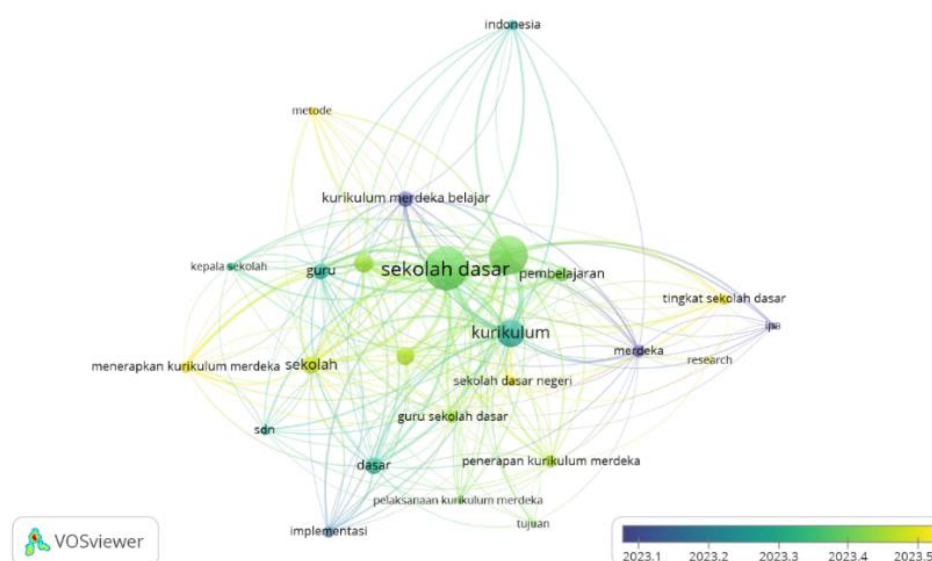 indonesia
metode
kurikulum merdeka belajar
kepala sekolah
guru
sekolah dasar
pembelajaran
tingkat sekolah dasar
ipa
kurikulum
merdeka
research
menerapkan kurikulum merdeka
sekolah
sekolah dasar negeri
guru sekolah dasar
sdn
dasar
penerapan kurikulum merdeka
pelaksanaan kurikulum merdeka
tujuan
implementasi
VOSviewer
2023.1 2023.2 2023.3 2023.4 2023.5